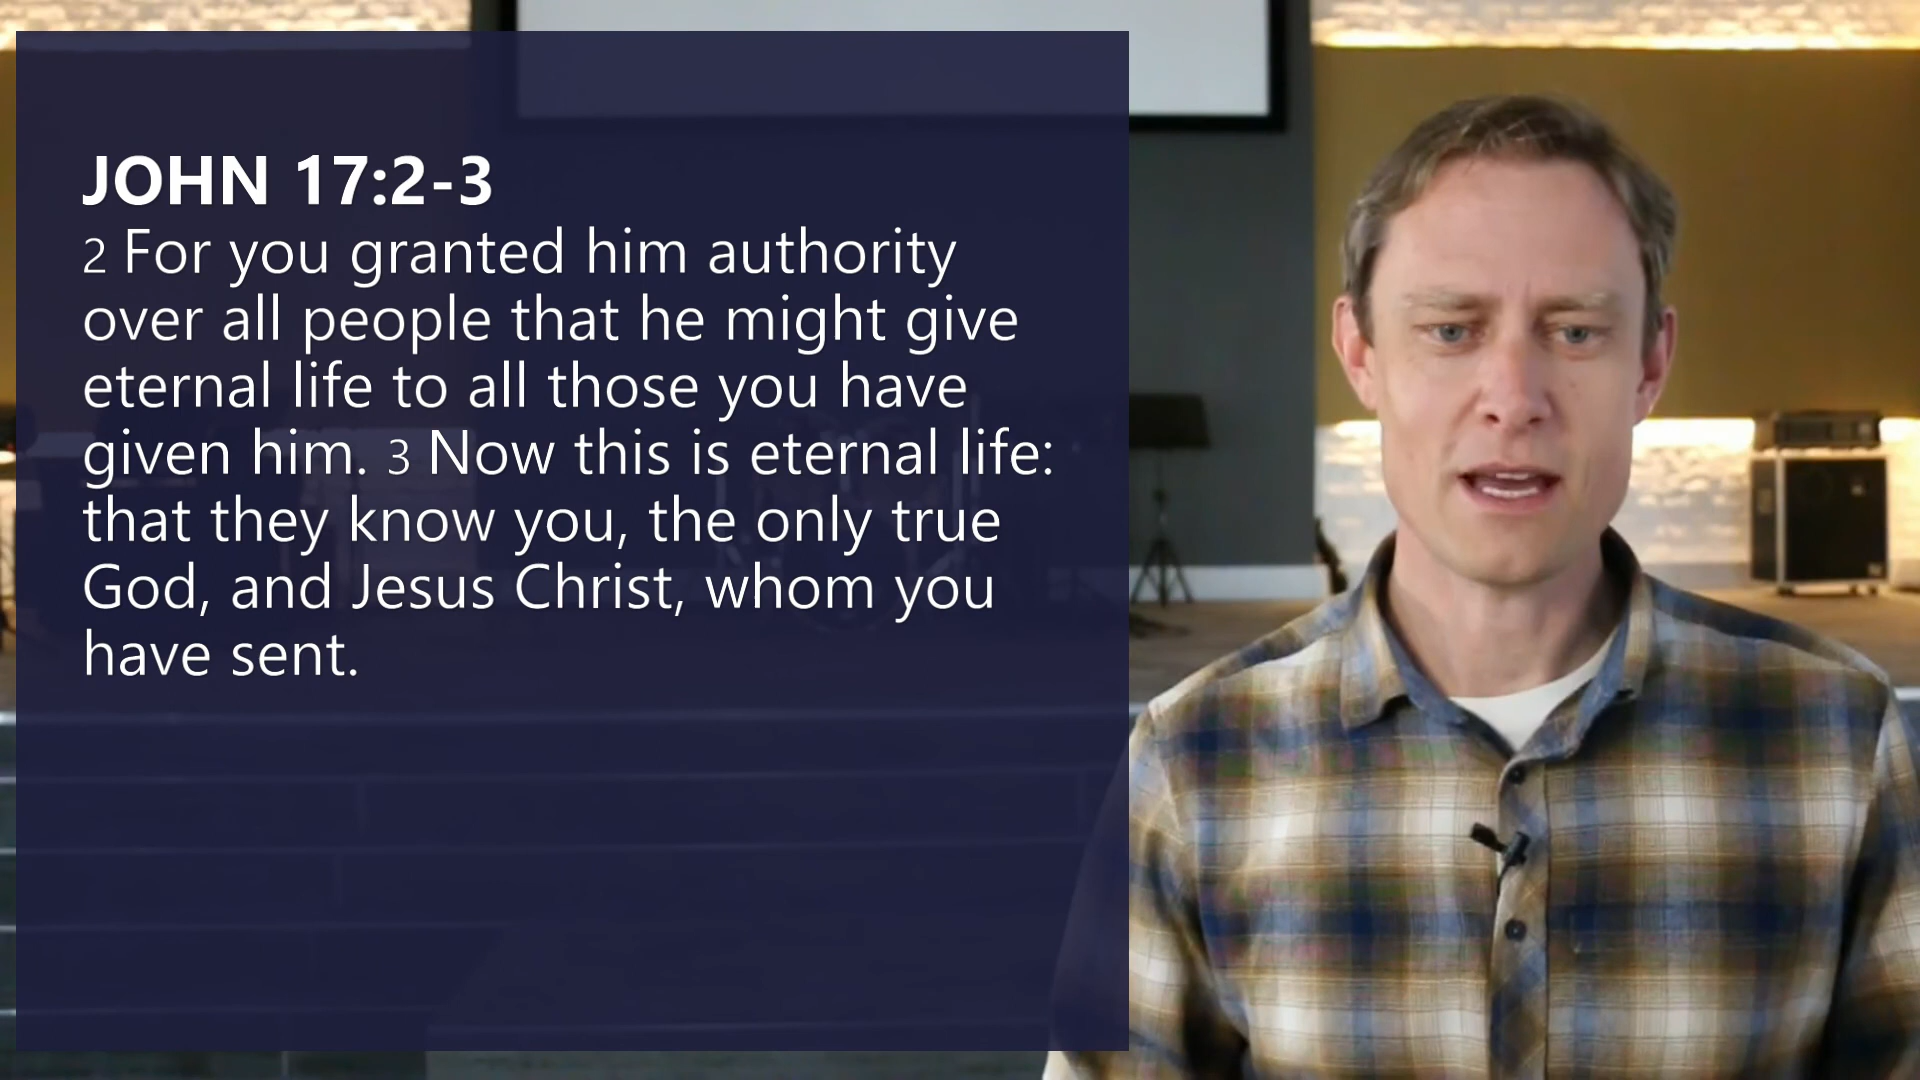 JOHN 17:2-3
2 For you granted him authority
over all people that he might give
eternal life to all those you have
given him. 3 Now this is eternal life:
that they know you, the only true
God, and Jesus Christ, whom you
have sent.